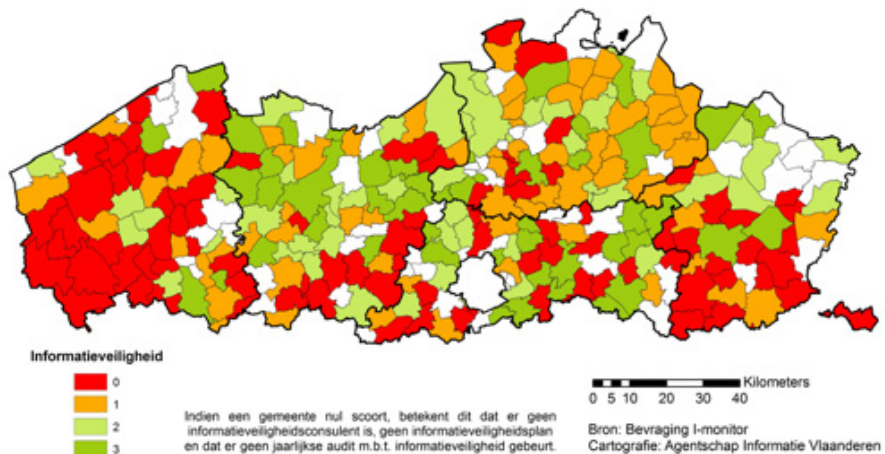 Informatieveiligheid
0
1
2
3
Indien een gemeente nul scoort, betekent dit dat er geen
informatieveiligheidsconsulent is, geen informatieveiligheidsplan
en dat er geen jaarlijkse audit m.b.t. informatieveiligheid gebeurt.
Kilometers
0 5 10 20 30 40
Bron: Bevraging I-monitor
Cartografie: Agentschap Informatie Vlaanderen